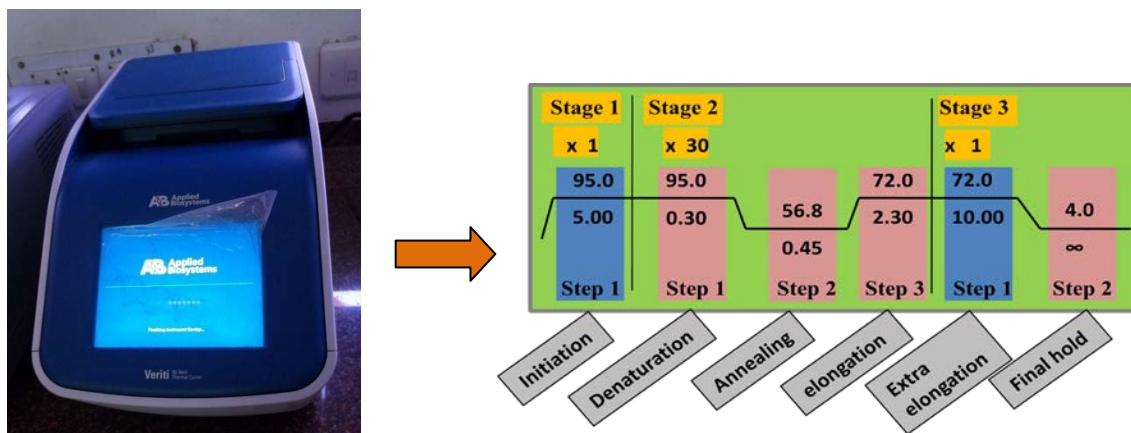 AB Applied
Biosystems
AB Applied
Biosystems
Veriti
Stage 1
Stage 2
Stage 3
x 1
x 30
x 1
95.0
95.0
56.8
72.0
72.0
4.0
5.00
0.30
0.45
2.30
10.00
∞
Step 1
Step 1
Step 2
Step 3
Step 1
Step 2
Initiation
Denaturation
Annealing
elongation
Extra
elongation
Final hold